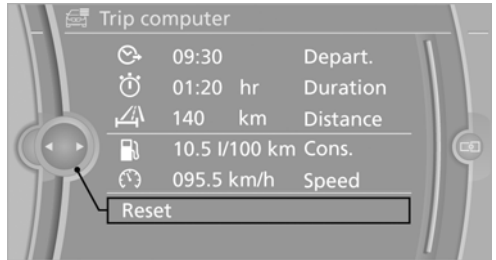 Trip computer
09:30 Depart.
01:20 hr Duration
140 km Distance
10.5 l/100 km Cons.
095.5 km/h Speed
Reset